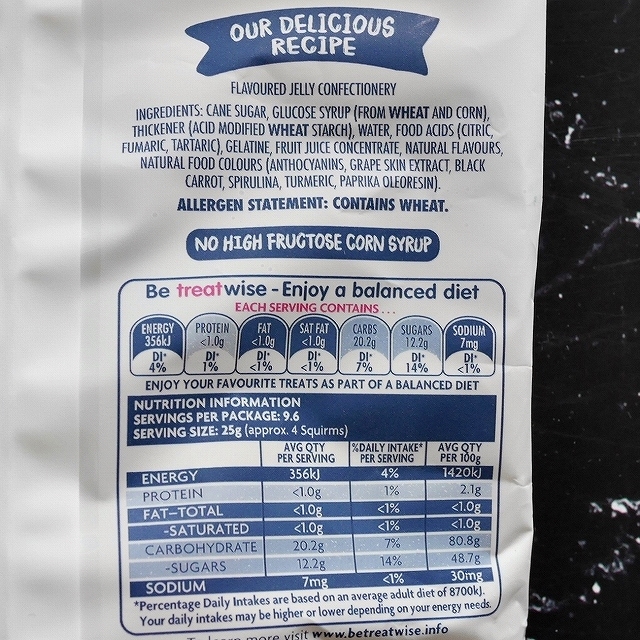 OUR DELICIOUS
RECIPE
FLAVOURED JELLY CONFECTIONERY
INGREDIENTS: CANE SUGAR, GLUCOSE SYRUP (FROM WHEAT AND CORN),
THICKENER (ACID MODIFIED WHEAT STARCH), WATER, FOOD ACIDS (CITRIC,
FUMARIC, TARTARIC), GELATINE, FRUIT JUICE CONCENTRATE, NATURAL FLAVOURS,
NATURAL FOOD COLOURS (ANTHOCYANINS, GRAPE SKIN EXTRACT, BLACK
CARROT, SPIRULINA, TURMERIC, PAPRIKA OLEORESIN).
ALLERGEN STATEMENT: CONTAINS WHEAT.
NO HIGH FRUCTOSE CORN SYRUP
Be treatwise - Enjoy a balanced diet
EACH SERVING CONTAINS...
ENERGY PROTEIN FAT SAT FAT CARBS SUGARS SODIUM
356kJ <1.0g <1.0g <1.0g 20.2g 12.2g 7mg
DI* DI* DI* DI* DI* DI* DI*
4% 1% <1% <1% 7% 14% <1%
ENJOY YOUR FAVOURITE TREATS AS PART OF A BALANCED DIET
NUTRITION INFORMATION
SERVINGS PER PACKAGE: 9.6
SERVING SIZE: 25g (approx. 4 Squirms)
AVG QTY %DAILY INTAKE* AVG QTY
PER SERVING PER SERVING PER 100g
ENERGY 356kJ 4% 1420kJ
PROTEIN <1.0g 1% 2.1g
FAT–TOTAL <1.0g <1% <1.0g
-SATURATED <1.0g <1% <1.0g
CARBOHYDRATE 20.2g 7% 80.8g
-SUGARS 12.2g 14% 48.7g
SODIUM 7mg <1% 30mg
*Percentage Daily Intakes are based on an average adult diet of 8700kJ.
Your daily intakes may be higher or lower depending on your energy needs.
To learn more visit www.betreatwise.info